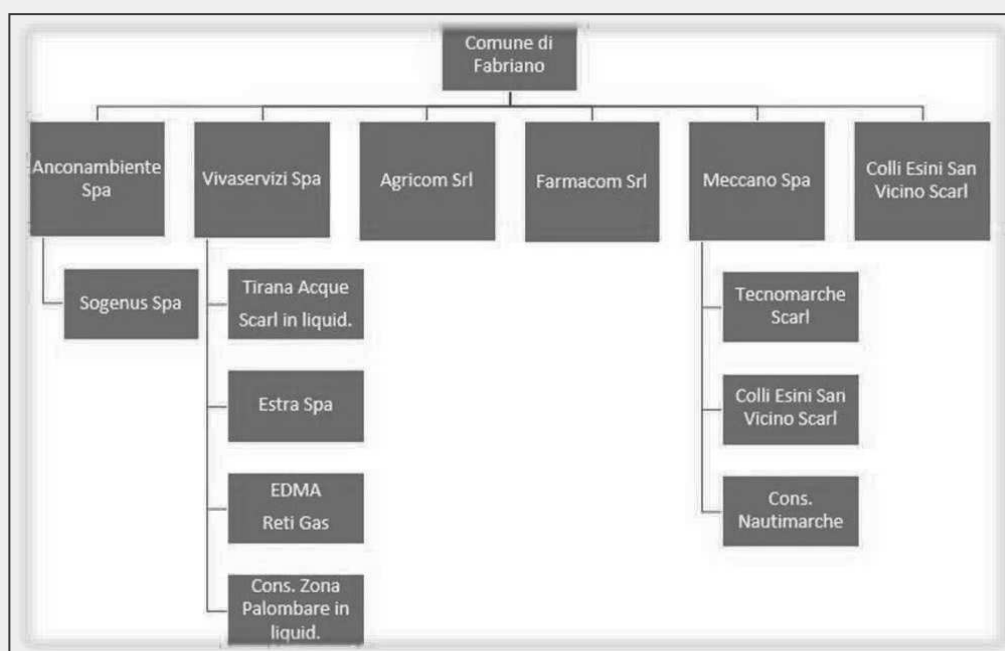 Comune di
Fabriano
Anconambiente
Spa
Vivaservizi Spa
Agricom Srl
Farmacom Srl
Meccano Spa
Colli Esini San
Vicino Scarl
Sogenus Spa
Tirana Acque
Scarl in liquid.
Estra Spa
EDMA
Reti Gas
Cons. Zona
Palombare in
liquid.
Tecnomarche
Scarl
Colli Esini San
Vicino Scarl
Cons.
Nautimarche